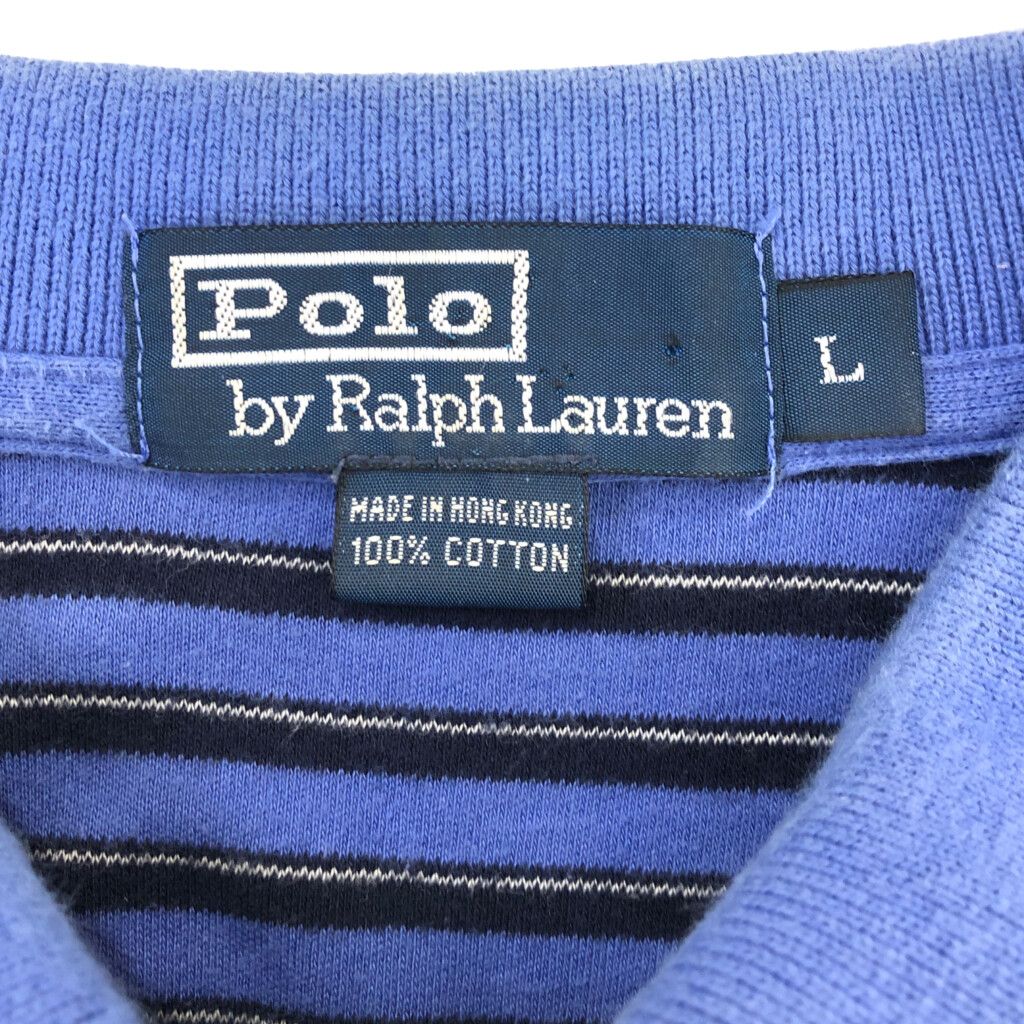 Polo
by Ralph Lauren
L
MADE IN HONG KONG
100% COTTON